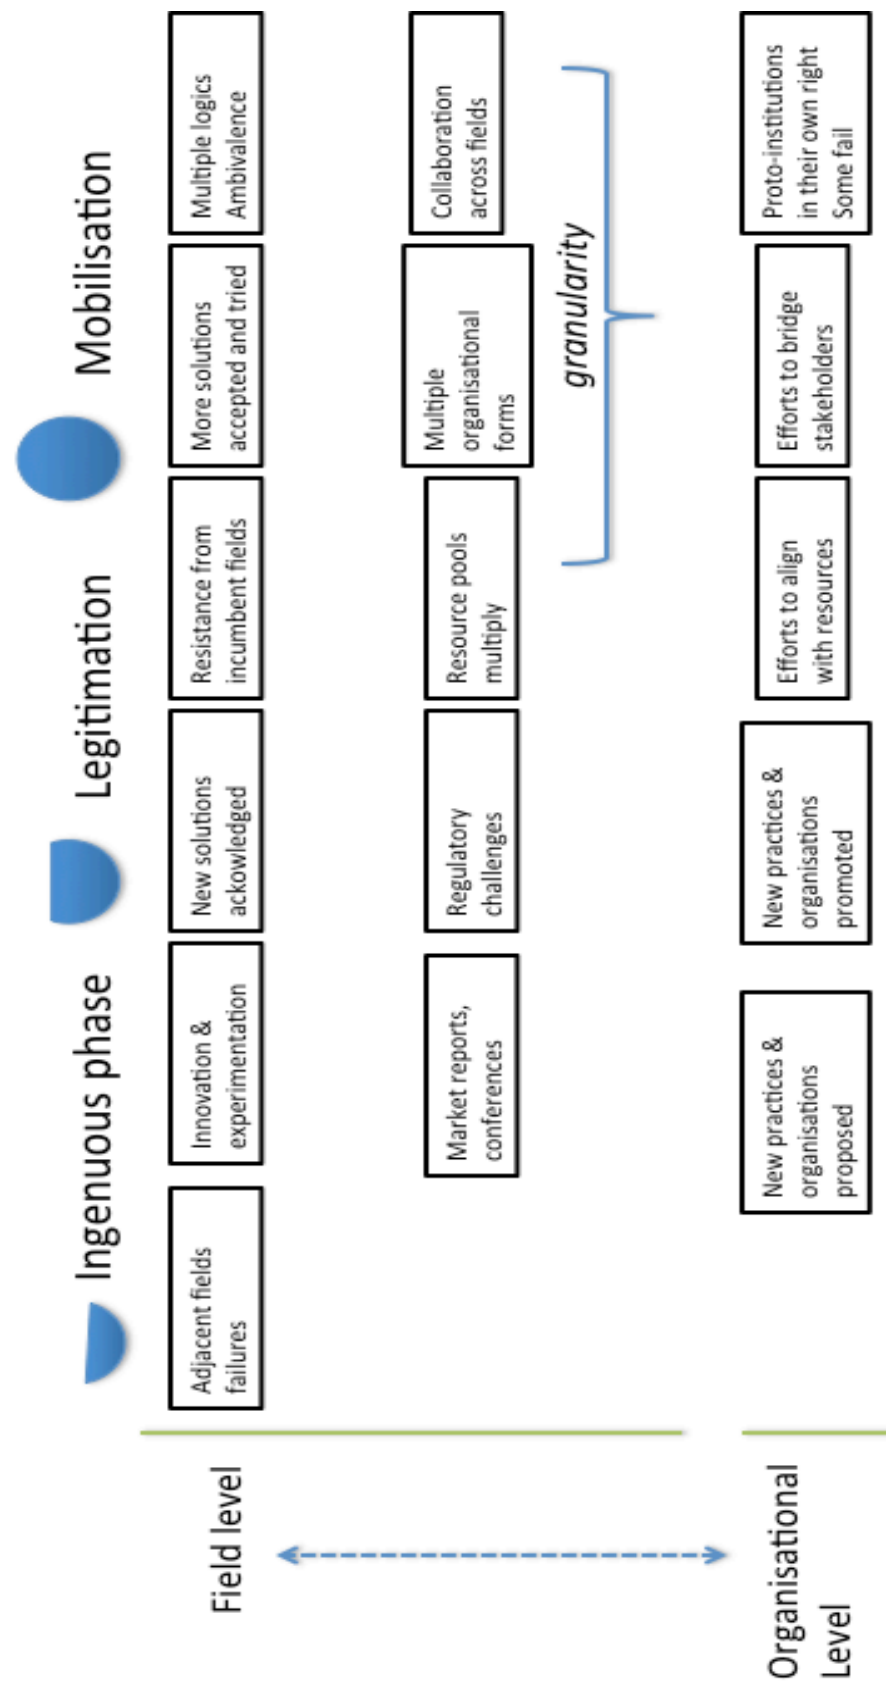 Ingenuous phase
Legitimation
Mobilisation
Field level
Adjacent fields
failures
Innovation &
experimentation
New solutions
ackowledged
Resistance from
incumbent fields
More solutions
accepted and tried
Multiple logics
Ambivalence
Market reports,
conferences
Regulatory
challenges
Resource pools
multiply
Multiple
organisational
forms
Collaboration
across fields
granularity
Organisational
Level
New practices &
organisations
proposed
New practices &
organisations
promoted
Efforts to align
with resources
Efforts to bridge
stakeholders
Proto-institutions
in their own right
Some fail